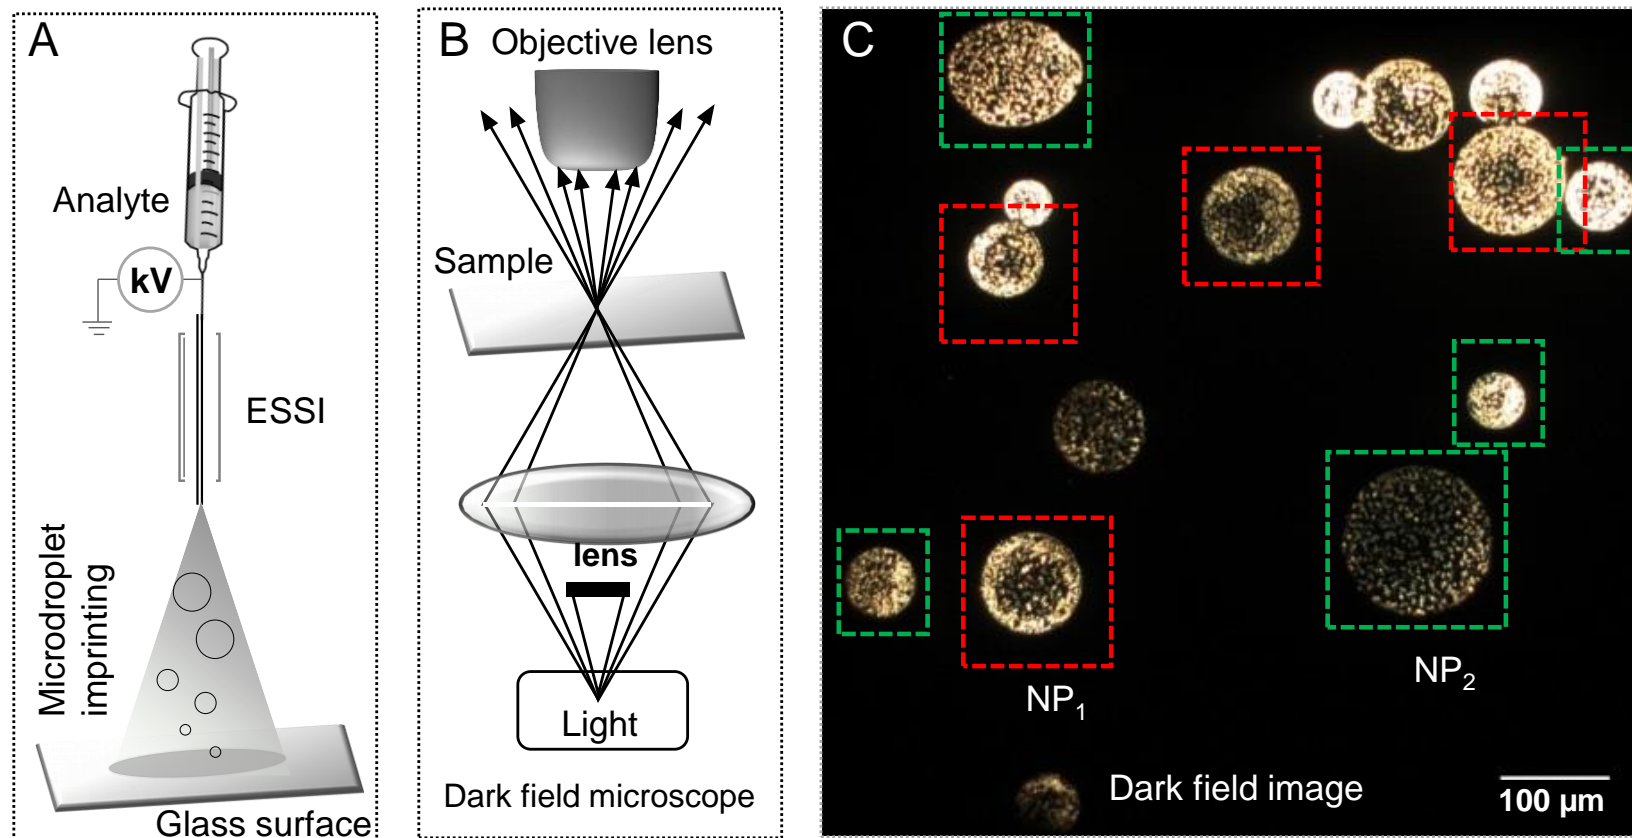 A
Analyte
kV
ESSI
Microdroplet
imprinting
Glass surface
B
Objective lens
Sample
lens
Light
Dark field microscope
C
NP₁
NP₂
Dark field image
100 µm